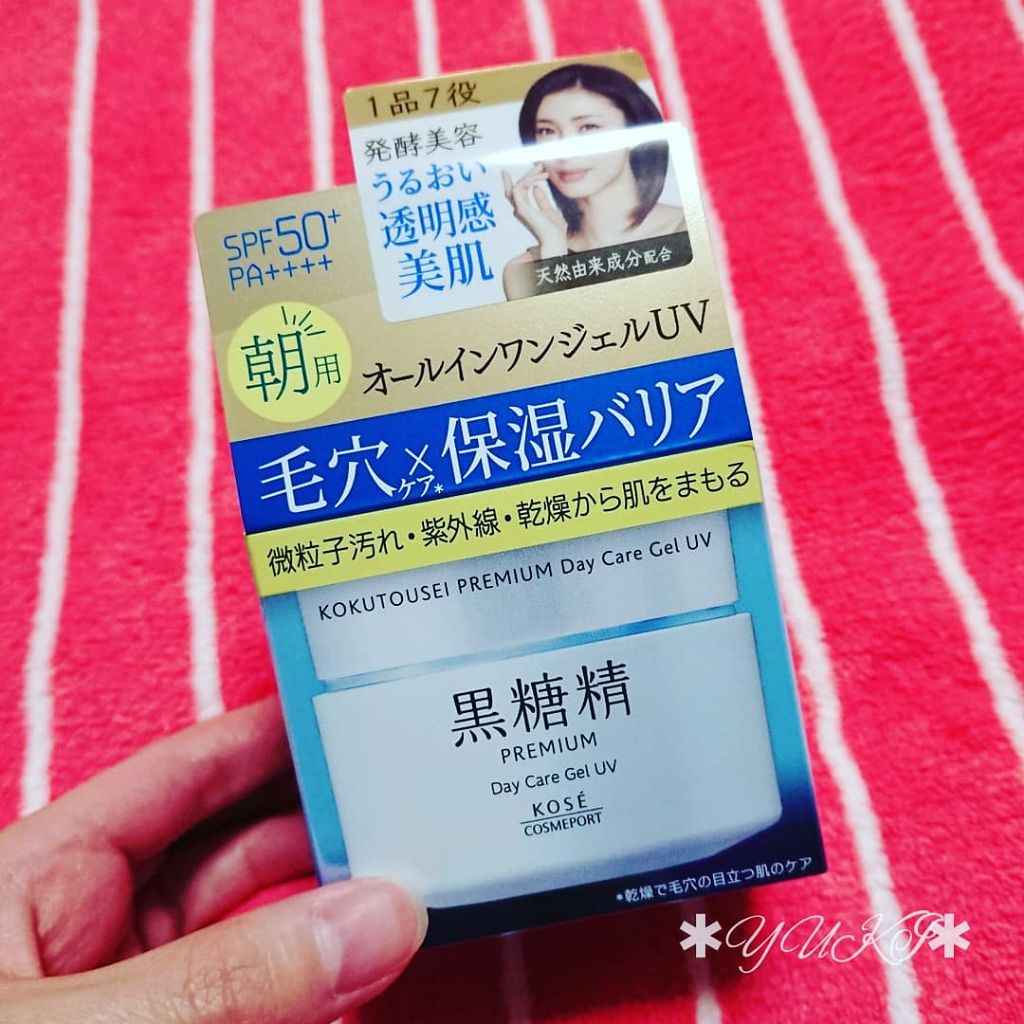 1品7役
発酵美容
うるおい
透明感
美肌
天然由来成分配合
SPF50+
PA++++
朝用
オールインワンジェルUV
毛穴ケア*×保湿バリア
微粒子汚れ・紫外線・乾燥から肌をまもる
KOKUTOUSEI PREMIUM Day Care Gel UV
黒糖精
PREMIUM
Day Care Gel UV
KOSÉ
COSMEPORT
*乾燥で毛穴の目立つ肌のケア
✱YUKI✱